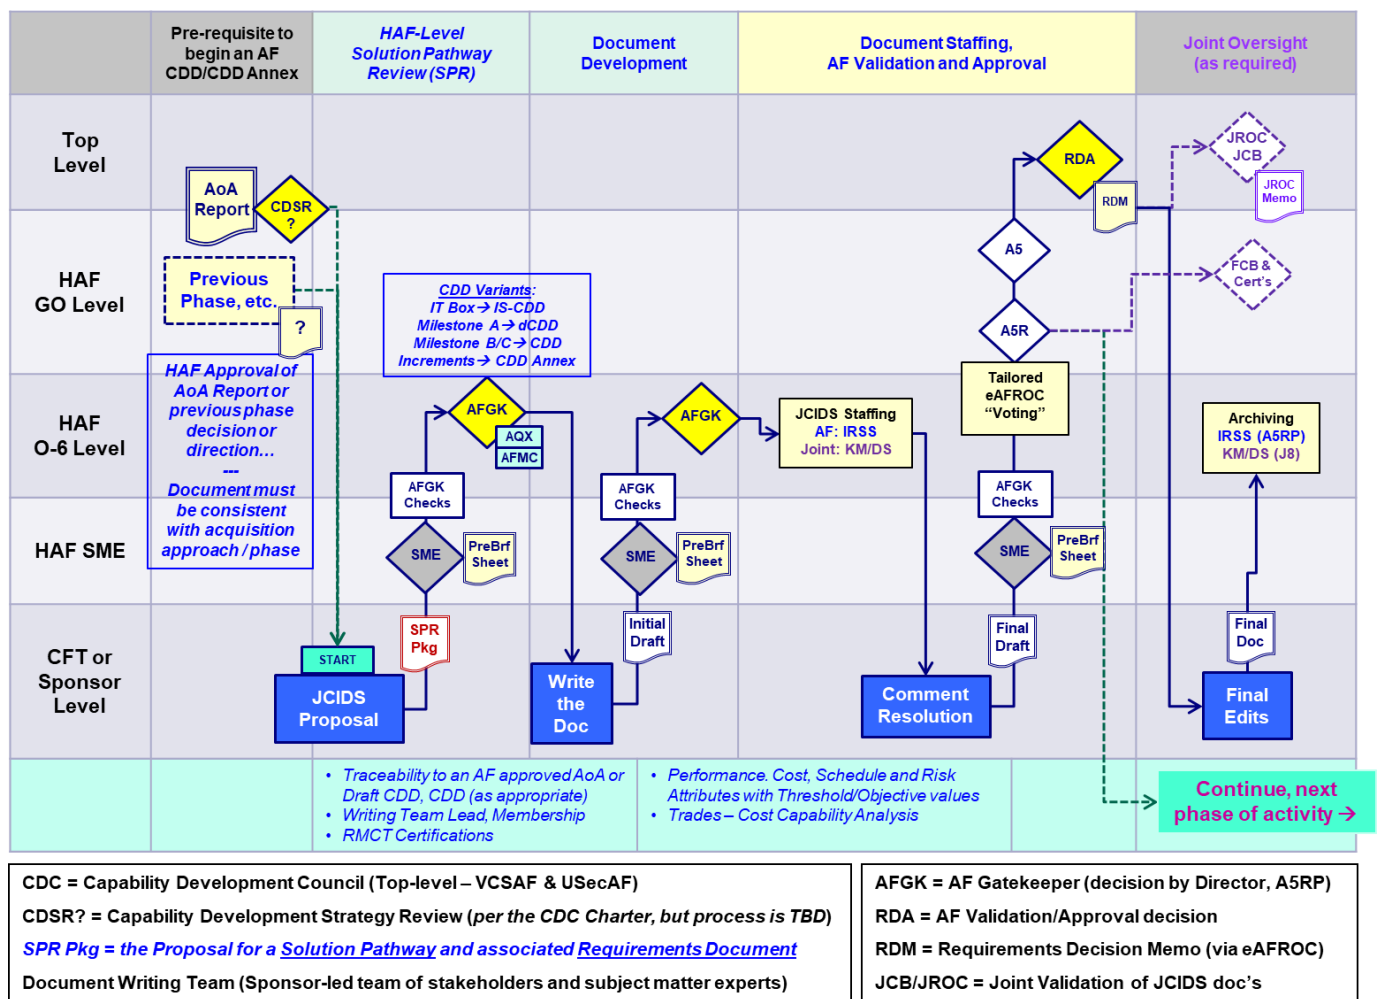 Pre-requisite to
begin an AF
CDD/CDD Annex
HAF-Level
Solution Pathway
Review (SPR)
Document
Development
Document Staffing,
AF Validation and Approval
Joint Oversight
(as required)
Top
Level
AoA
Report
CDSR
?
RDA
RDM
JROC
JCB
JROC
Memo
HAF
GO Level
Previous
Phase, etc.
?
CDD Variants:
IT Box→ IS-CDD
Milestone A→ dCDD
Milestone B/C→ CDD
Increments→ CDD Annex
A5
A5R
FCB &
Cert's
HAF Approval of
AoA Report or
previous phase
decision or
direction…
---
Document must
be consistent
with acquisition
approach / phase
HAF
O-6 Level
AFGK
AQX
AFMC
AFGK
Checks
AFGK
AFGK
Checks
JCIDS Staffing
AF: IRSS
Joint: KM/DS
Tailored
eAFROC
“Voting”
AFGK
Checks
Archiving
IRSS (A5RP)
KM/DS (J8)
HAF SME
SME
PreBrf
Sheet
SME
PreBrf
Sheet
SME
PreBrf
Sheet
CFT or
Sponsor
Level
START
JCIDS
Proposal
SPR
Pkg
Write
the
Doc
Initial
Draft
Comment
Resolution
Final
Draft
Final
Doc
Final
Edits
• Traceability to an AF approved AoA or
Draft CDD, CDD (as appropriate)
• Writing Team Lead, Membership
• RMCT Certifications
• Performance. Cost, Schedule and Risk
Attributes with Threshold/Objective values
• Trades – Cost Capability Analysis
Continue, next
phase of activity →
CDC = Capability Development Council (Top-level – VCSAF & USecAF)
CDSR? = Capability Development Strategy Review (per the CDC Charter, but process is TBD)
SPR Pkg = the Proposal for a Solution Pathway and associated Requirements Document
Document Writing Team (Sponsor-led team of stakeholders and subject matter experts)
AFGK = AF Gatekeeper (decision by Director, A5RP)
RDA = AF Validation/Approval decision
RDM = Requirements Decision Memo (via eAFROC)
JCB/JROC = Joint Validation of JCIDS doc's